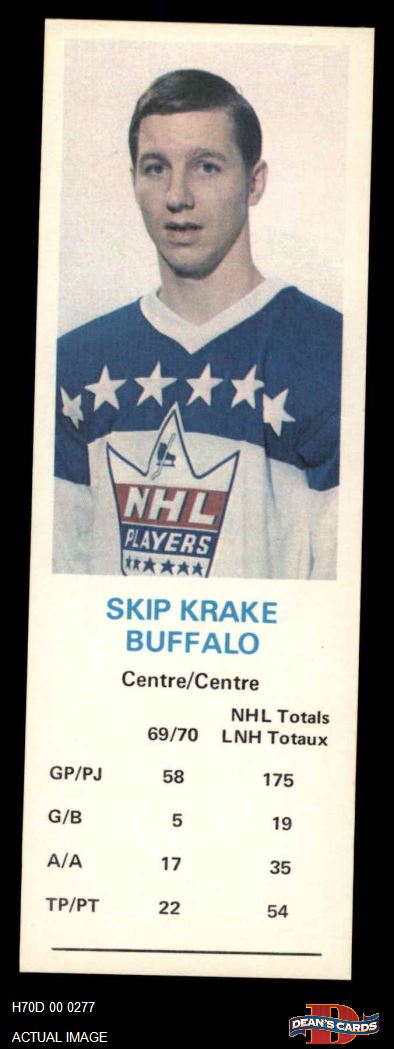 NHL
PLAYERS
SKIP KRAKE
BUFFALO
Centre/Centre
NHL Totals
69/70 LNH Totaux
GP/PJ 58 175
G/B 5 19
A/A 17 35
TP/PT 22 54
H70D 00 0277
ACTUAL IMAGE
D
DEAN'S CARDS